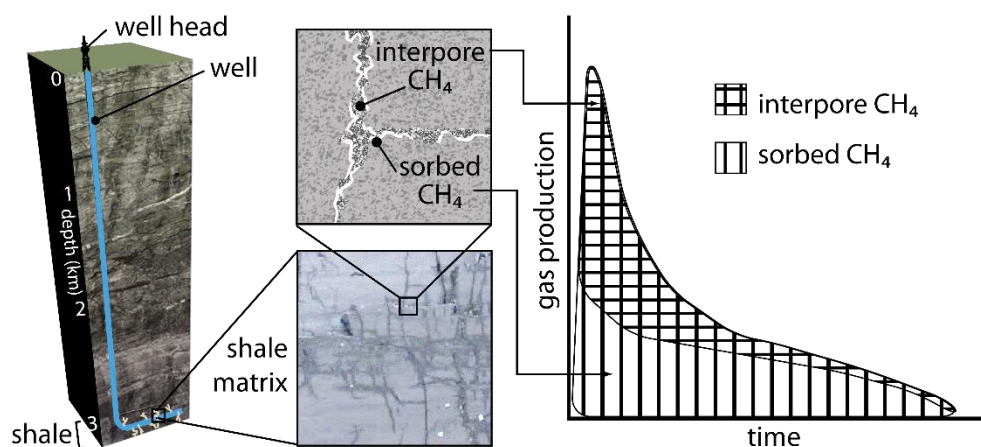 well head
well
0
1
depth (km)
2
3
shale
interpore
CH₄
sorbed
CH₄
shale
matrix
gas production
interpore CH₄
sorbed CH₄
time